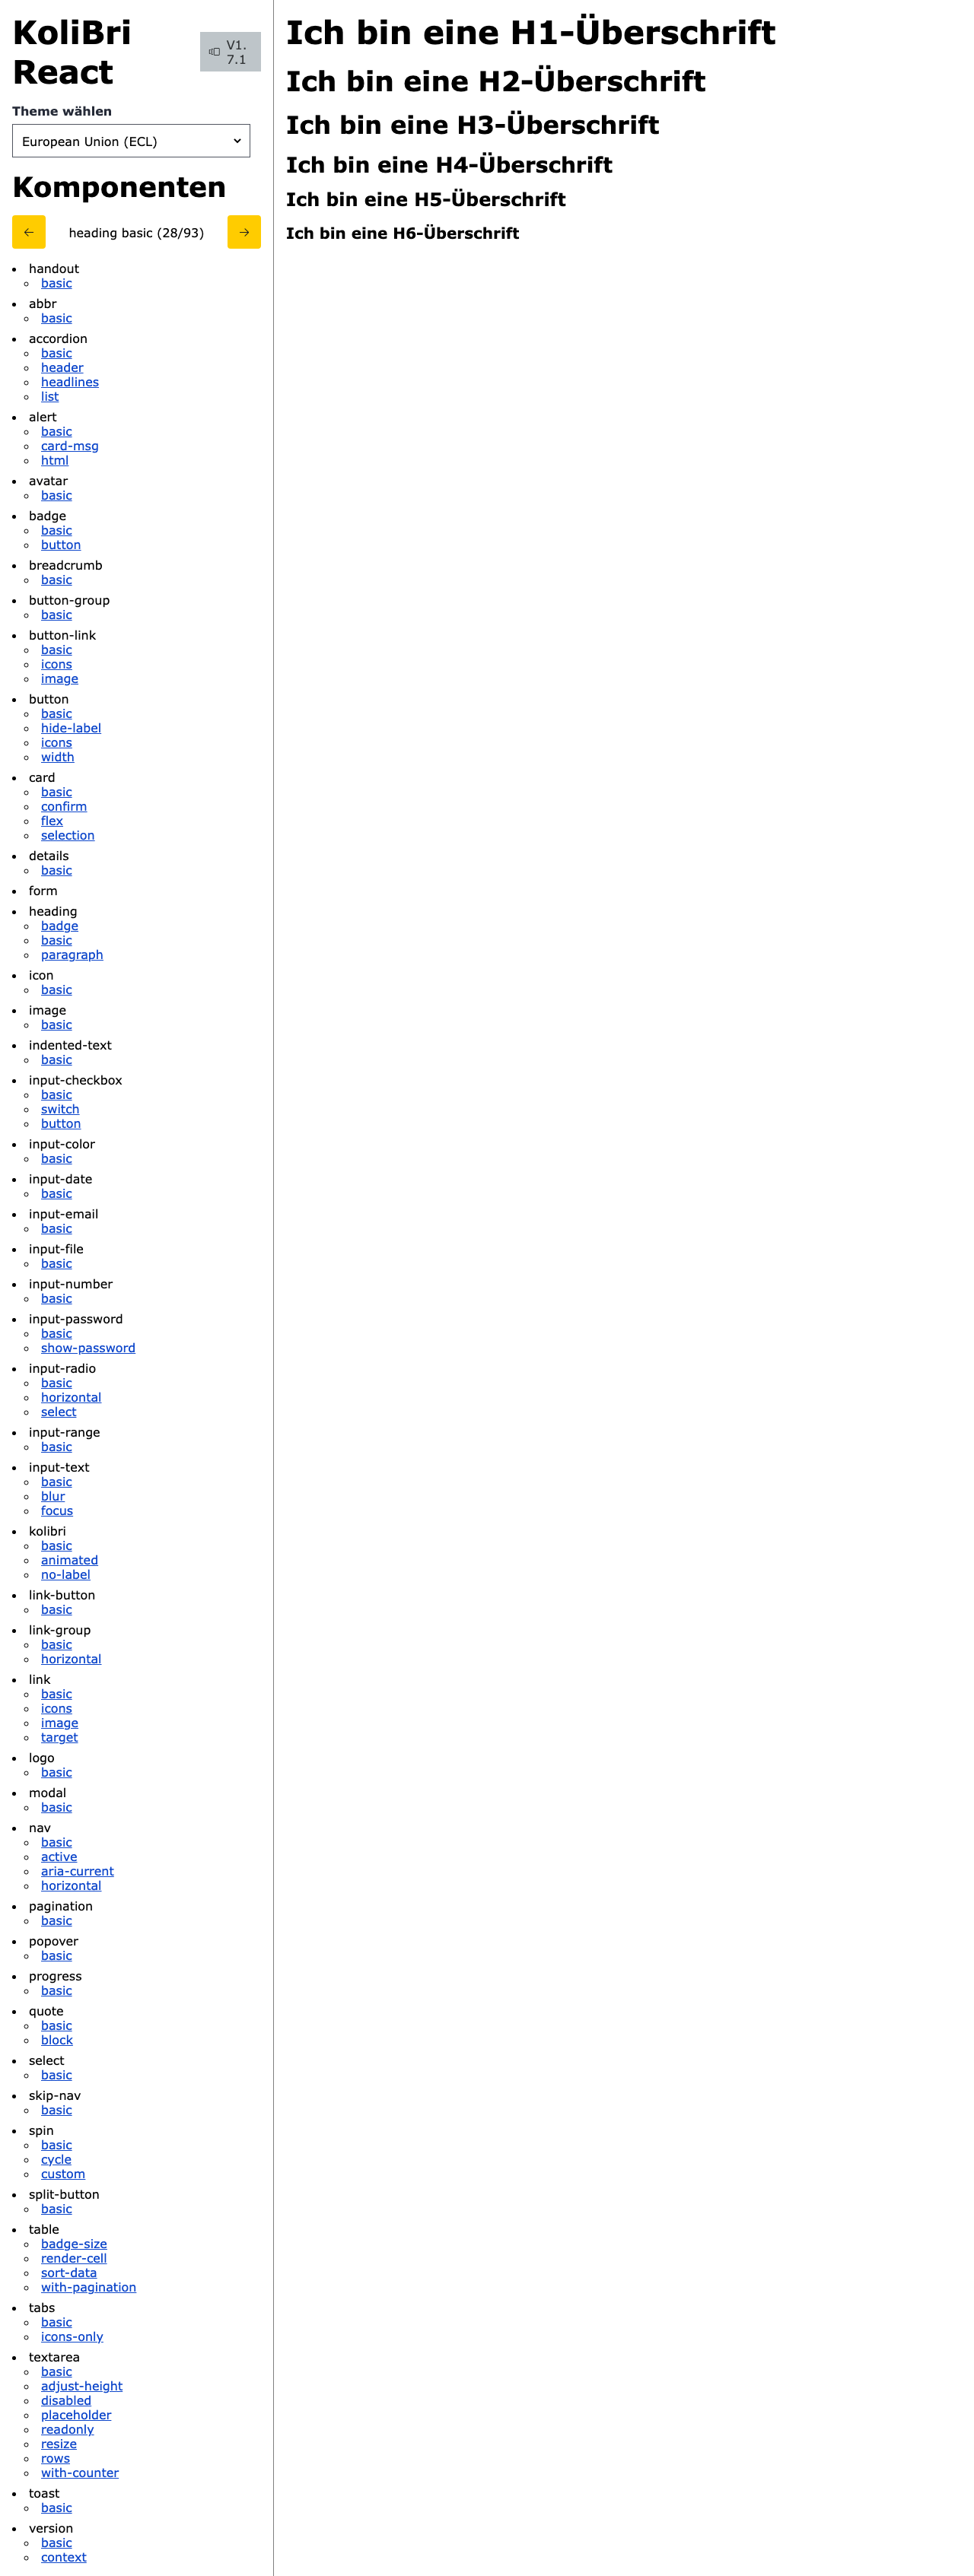 KoliBri
React
V1.
7.1
Theme wählen
European Union (ECL)
Komponenten
heading basic (28/93)
handout
basic
abbr
basic
accordion
basic
header
headlines
list
alert
basic
card-msg
html
avatar
basic
badge
basic
button
breadcrumb
basic
button-group
basic
button-link
basic
icons
image
button
basic
hide-label
icons
width
card
basic
confirm
flex
selection
details
basic
form
heading
badge
basic
paragraph
icon
basic
image
basic
indented-text
basic
input-checkbox
basic
switch
button
input-color
basic
input-date
basic
input-email
basic
input-file
basic
input-number
basic
input-password
basic
show-password
input-radio
basic
horizontal
select
input-range
basic
input-text
basic
blur
focus
kolibri
basic
animated
no-label
link-button
basic
link-group
basic
horizontal
link
basic
icons
image
target
logo
basic
modal
basic
nav
basic
active
aria-current
horizontal
pagination
basic
popover
basic
progress
basic
quote
basic
block
select
basic
skip-nav
basic
spin
basic
cycle
custom
split-button
basic
table
badge-size
render-cell
sort-data
with-pagination
tabs
basic
icons-only
textarea
basic
adjust-height
disabled
placeholder
readonly
resize
rows
with-counter
toast
basic
version
basic
context
Ich bin eine H1-Überschrift
Ich bin eine H2-Überschrift
Ich bin eine H3-Überschrift
Ich bin eine H4-Überschrift
Ich bin eine H5-Überschrift
Ich bin eine H6-Überschrift